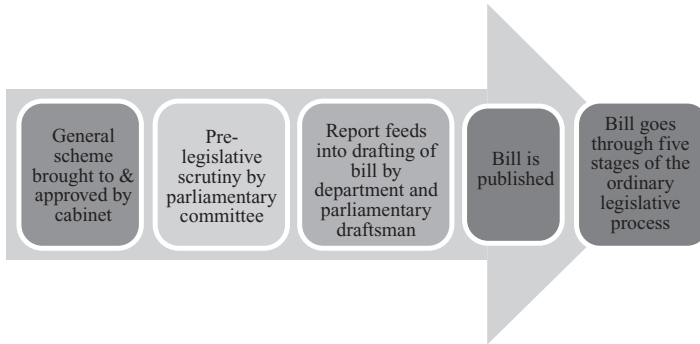 General
scheme
brought to &
approved by
cabinet
Pre-
legislative
scrutiny by
parliamentary
committee
Report feeds
into drafting of
bill by
department and
parliamentary
draftsman
Bill is
published
Bill goes
through five
stages of the
ordinary
legislative
process